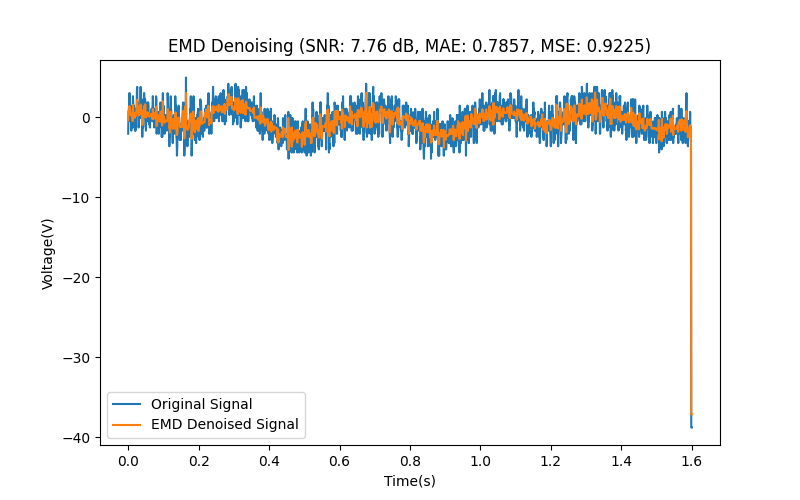 EMD Denoising (SNR: 7.76 dB, MAE: 0.7857, MSE: 0.9225)
0
−10
−20
−30
−40
Voltage(V)
Original Signal
EMD Denoised Signal
0.0 0.2 0.4 0.6 0.8 1.0 1.2 1.4 1.6
Time(s)